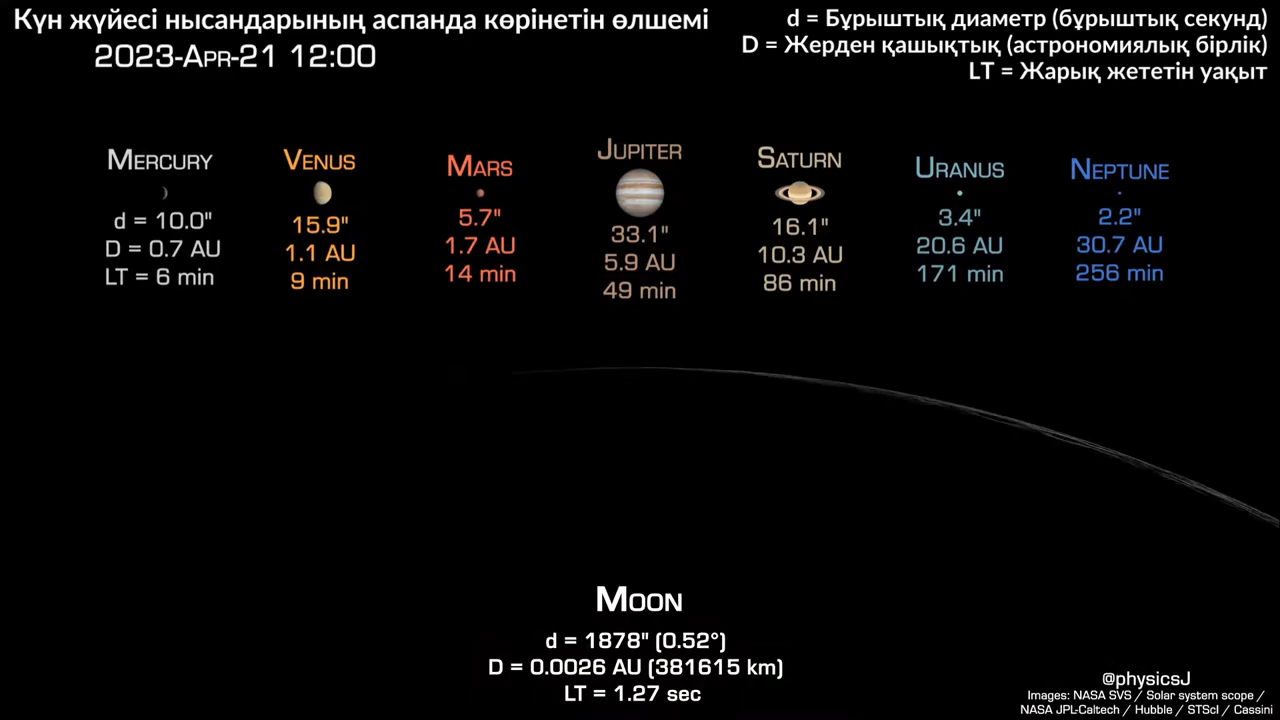 Күн жүйесі нысандарының аспанда көрінетін өлшемі
2023-Apr-21 12:00
d = Бұрыштық диаметр (бұрыштық секунд)
D = Жерден қашықтық (астрономиялық бірлік)
LT = Жарық жететін уақыт
Mercury
d = 10.0"
D = 0.7 AU
LT = 6 min
Venus
15.9"
1.1 AU
9 min
Mars
5.7"
1.7 AU
14 min
Jupiter
33.1"
5.9 AU
49 min
Saturn
16.1"
10.3 AU
86 min
Uranus
3.4"
20.6 AU
171 min
Neptune
2.2"
30.7 AU
256 min
Moon
d = 1878" (0.52°)
D = 0.0026 AU (381615 km)
LT = 1.27 sec
@physicsJ
Images: NASA SVS / Solar system scope /
NASA JPL-Caltech / Hubble / STScI / Cassini